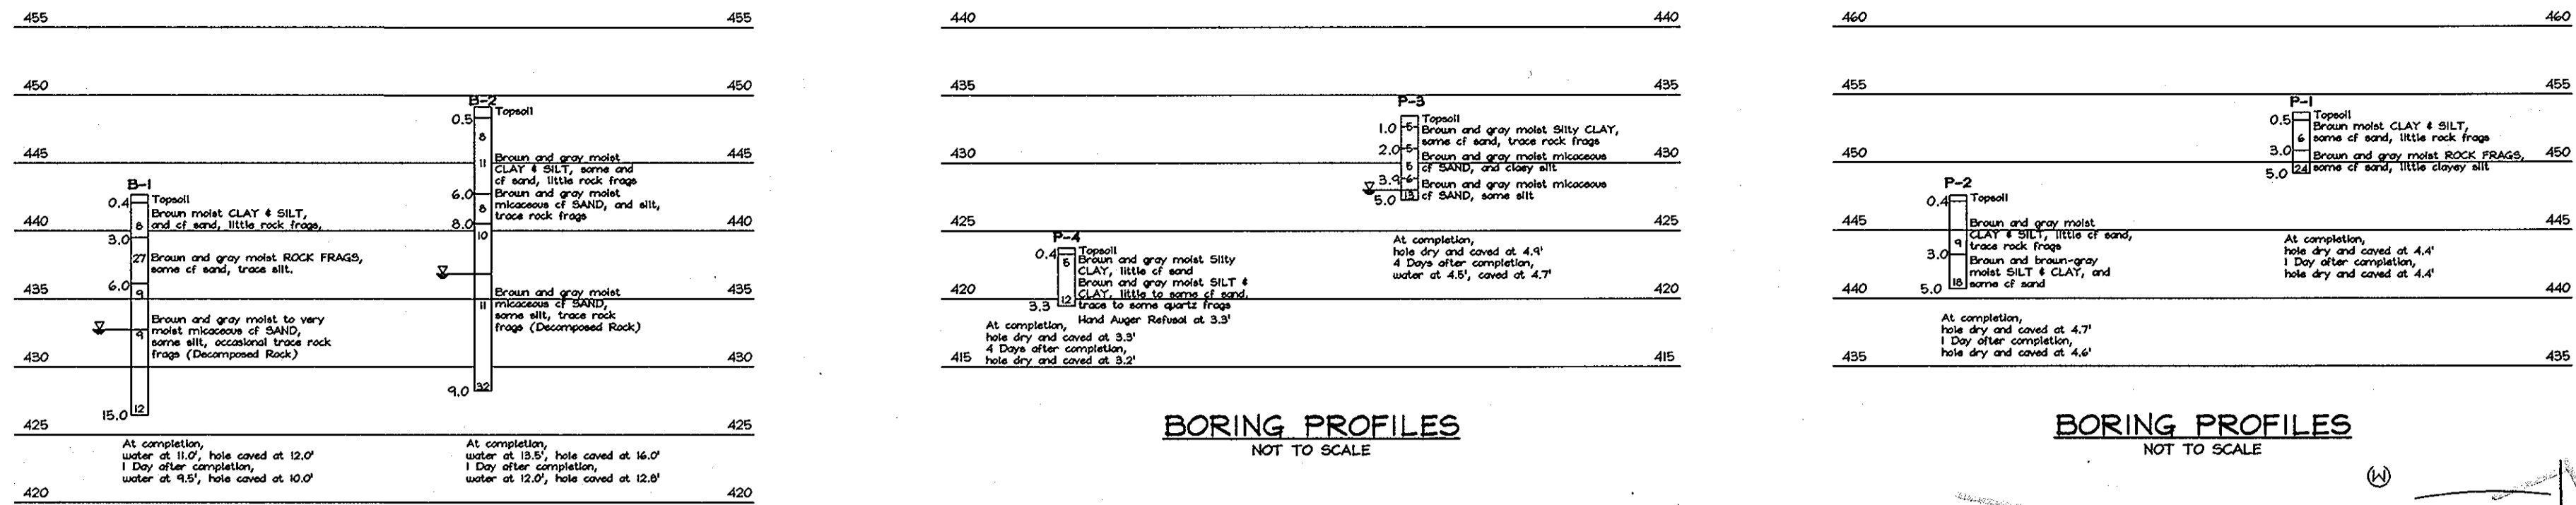 455 455
450 450
445 445
440 440
435 435
430 430
425 425
420 420
B-1
0.4 Topsoil
Brown moist CLAY & SILT,
8 and cf sand, little rock frags,
3.0
27 Brown and gray moist ROCK FRAGS,
some cf sand, trace silt.
6.0
9
Brown and gray moist to very
moist micaceous cf SAND,
9 some silt, occasional trace rock
frags (Decomposed Rock)
15.0 12
At completion,
water at 11.0', hole caved at 12.0'
1 Day after completion,
water at 9.5', hole caved at 10.0'
B-2
Topsoil
0.5
8
11 Brown and gray moist
CLAY & SILT, some and
cf sand, little rock frags
6.0 Brown and gray moist
8 micaceous cf SAND, and silt,
trace rock frags
8.0
10
Brown and gray moist
11 micaceous cf SAND,
some silt, trace rock
frags (Decomposed Rock)
9.0 32
At completion,
water at 13.5', hole caved at 16.0'
1 Day after completion,
water at 12.0', hole caved at 12.8'
440 440
435 435
430 430
425 425
420 420
415 415
P-3
Topsoil
1.0 5 Brown and gray moist Silty CLAY,
some cf sand, trace rock frags
2.0 5
Brown and gray moist micaceous
5 cf SAND, and clayey silt
3.9 6 Brown and gray moist micaceous
5.0 13 cf SAND, some silt
At completion,
hole dry and caved at 4.9'
4 Days after completion,
water at 4.5', caved at 4.7'
P-4
0.4 Topsoil
5 Brown and gray moist Silty
CLAY, little cf sand
Brown and gray moist SILT &
12 CLAY, little to some cf sand,
3.3 trace to some quartz frags
Hand Auger Refusal at 3.3'
At completion,
hole dry and caved at 3.3'
4 Days after completion,
hole dry and caved at 3.2'
BORING PROFILES
NOT TO SCALE
460 460
455 455
450 450
445 445
440 440
435 435
P-1
0.5 Topsoil
Brown moist CLAY & SILT,
6 some cf sand, little rock frags
3.0
Brown and gray moist ROCK FRAGS,
5.0 24 some cf sand, little clayey silt
At completion,
hole dry and caved at 4.4'
1 Day after completion,
hole dry and caved at 4.4'
P-2
0.4 Topsoil
Brown and gray moist
CLAY & SILT, little cf sand,
9 trace rock frags
3.0
Brown and brown-gray
moist SILT & CLAY, and
5.0 18 some cf sand
At completion,
hole dry and caved at 4.7'
1 Day after completion,
hole dry and caved at 4.6'
BORING PROFILES
NOT TO SCALE
W